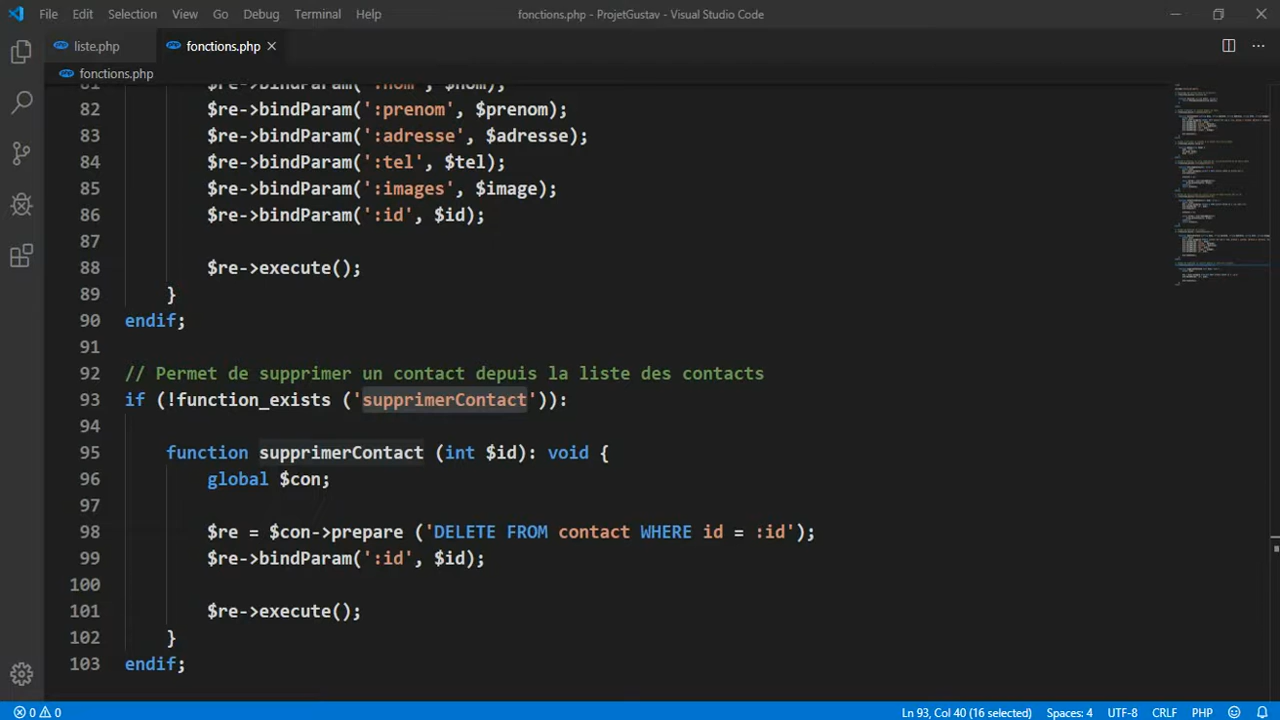 File Edit Selection View Go Debug Terminal Help fonctions.php - ProjetGustav - Visual Studio Code
liste.php fonctions.php
fonctions.php
81 $re->bindParam(':nom', $nom);
82 $re->bindParam(':prenom', $prenom);
83 $re->bindParam(':adresse', $adresse);
84 $re->bindParam(':tel', $tel);
85 $re->bindParam(':images', $image);
86 $re->bindParam(':id', $id);
87
88 $re->execute();
89 }
90 endif;
91
92 // Permet de supprimer un contact depuis la liste des contacts
93 if (!function_exists ('supprimerContact')):
94
95 function supprimerContact (int $id): void {
96 global $con;
97
98 $re = $con->prepare ('DELETE FROM contact WHERE id = :id');
99 $re->bindParam(':id', $id);
100
101 $re->execute();
102 }
103 endif;
0 0 Ln 93, Col 40 (16 selected) Spaces: 4 UTF-8 CRLF PHP